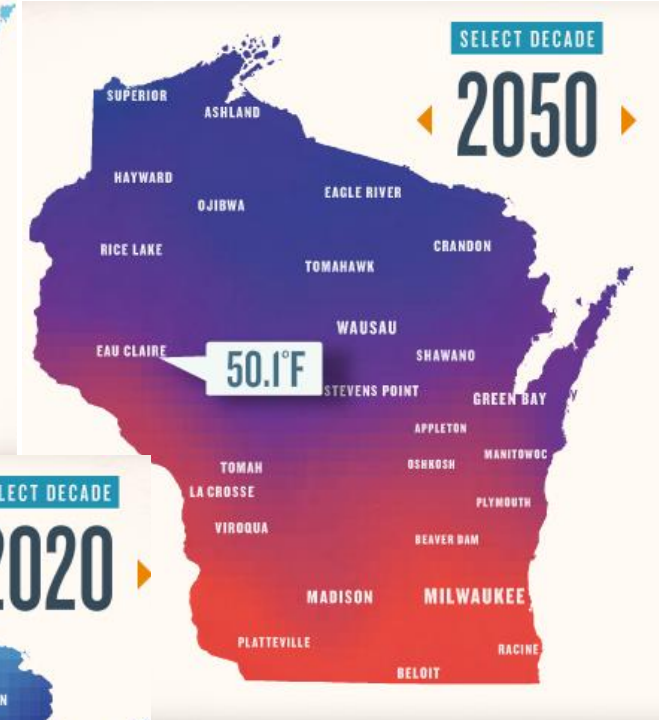 SELECT DECADE
2050
SUPERIOR
ASHLAND
HAYWARD
OJIBWA
EAGLE RIVER
RICE LAKE
CRANDON
TOMAHAWK
WAUSAU
EAU CLAIRE
SHAWANO
50.1°F
STEVENS POINT
GREEN BAY
APPLETON
MANITOWOC
TOMAH
OSHKOSH
LA CROSSE
PLYMOUTH
VIROQUA
BEAVER DAM
LECT DECADE
2020
MADISON
MILWAUKEE
PLATTEVILLE
RACINE
BELOIT
N